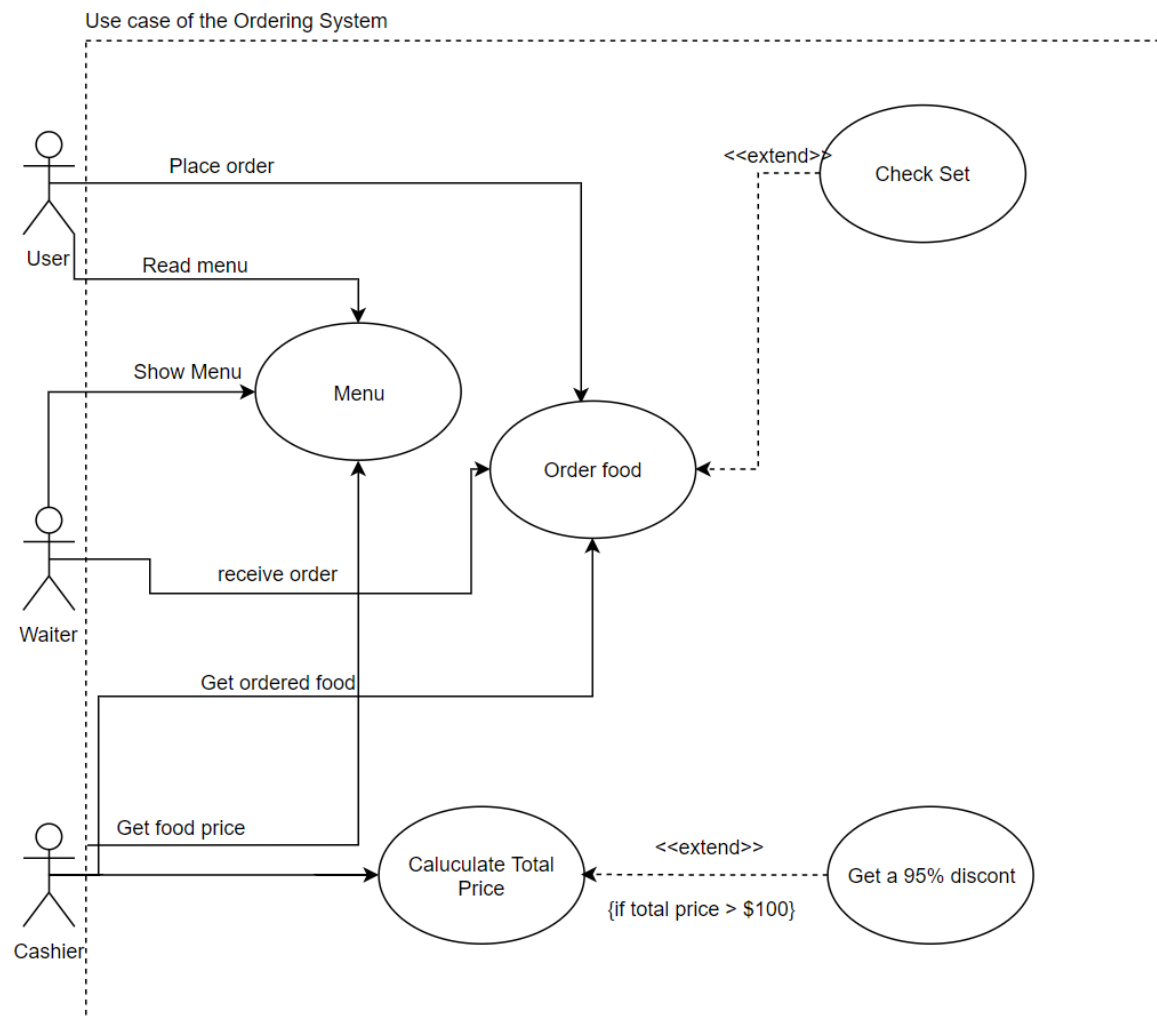 Use case of the Ordering System
Place order
<<extend>>
Check Set
User
Read menu
Show Menu
Menu
Order food
receive order
Waiter
Get ordered food
Get food price
<<extend>>
Caluculate Total
Price
Get a 95% discont
{if total price > $100}
Cashier